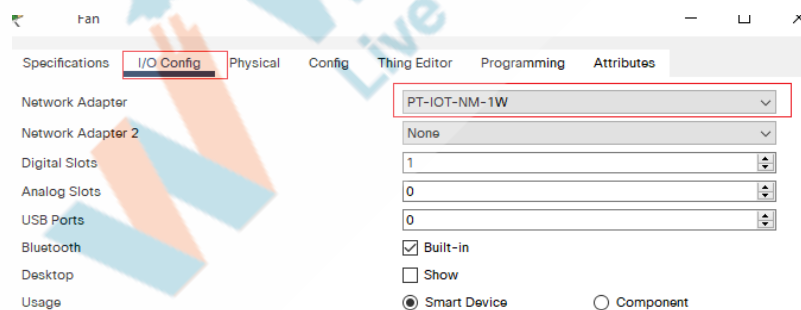 Fan
Specifications I/O Config Physical Config Thing Editor Programming Attributes
Network Adapter PT-IOT-NM-1W
Network Adapter 2 None
Digital Slots 1
Analog Slots 0
USB Ports 0
Bluetooth Built-in
Desktop Show
Usage Smart Device Component
Live